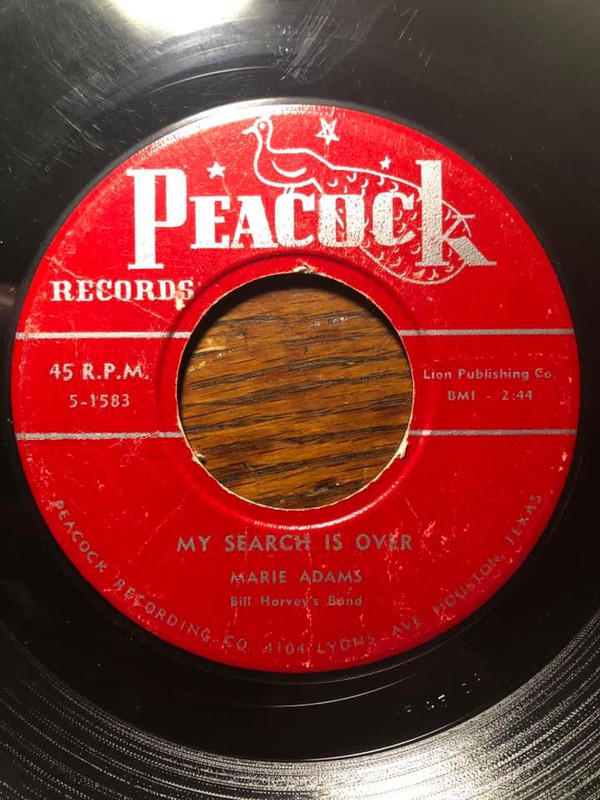 PEACOCK
RECORDS
45 R.P.M.
5-1583
Lion Publishing Co.
BMI - 2:44
MY SEARCH IS OVER
MARIE ADAMS
Bill Harvey's Band
PEACOCK RECORDING CO 4104 LYONS AVE HOUSTON, TEXAS